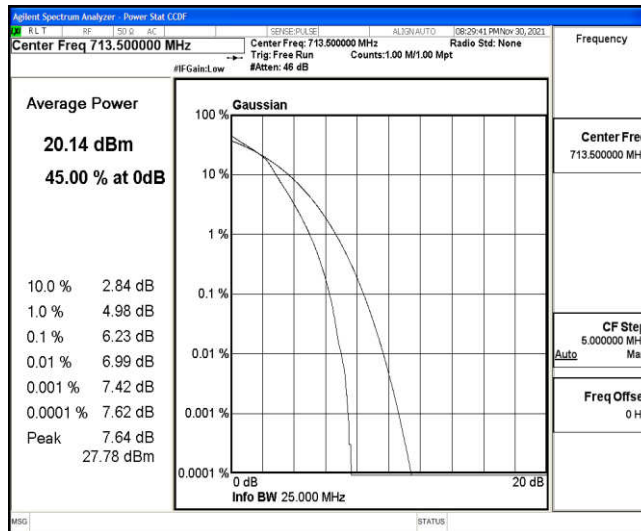 Agilent Spectrum Analyzer - Power Stat CCDF
R L T RF 50 Ω AC SENSE:PULSE ALIGNAUTO 08:29:41 PMNov 30, 2021
Center Freq 713.500000 MHz
Center Freq: 713.500000 MHz Radio Std: None
Trig: Free Run Counts:1.00 M/1.00 Mpt
#IFGain:Low #Atten: 46 dB
Frequency
Average Power
20.14 dBm
45.00 % at 0dB
10.0 % 2.84 dB
1.0 % 4.98 dB
0.1 % 6.23 dB
0.01 % 6.99 dB
0.001 % 7.42 dB
0.0001 % 7.62 dB
Peak 7.64 dB
27.78 dBm
Gaussian
100 %
10 %
1 %
0.1 %
0.01 %
0.001 %
0.0001 %
0 dB 20 dB
Info BW 25.000 MHz
Center Fre
713.500000 MH
CF Step
5.000000 MH
Auto Ma
Freq Offse
0 H
MSG STATUS